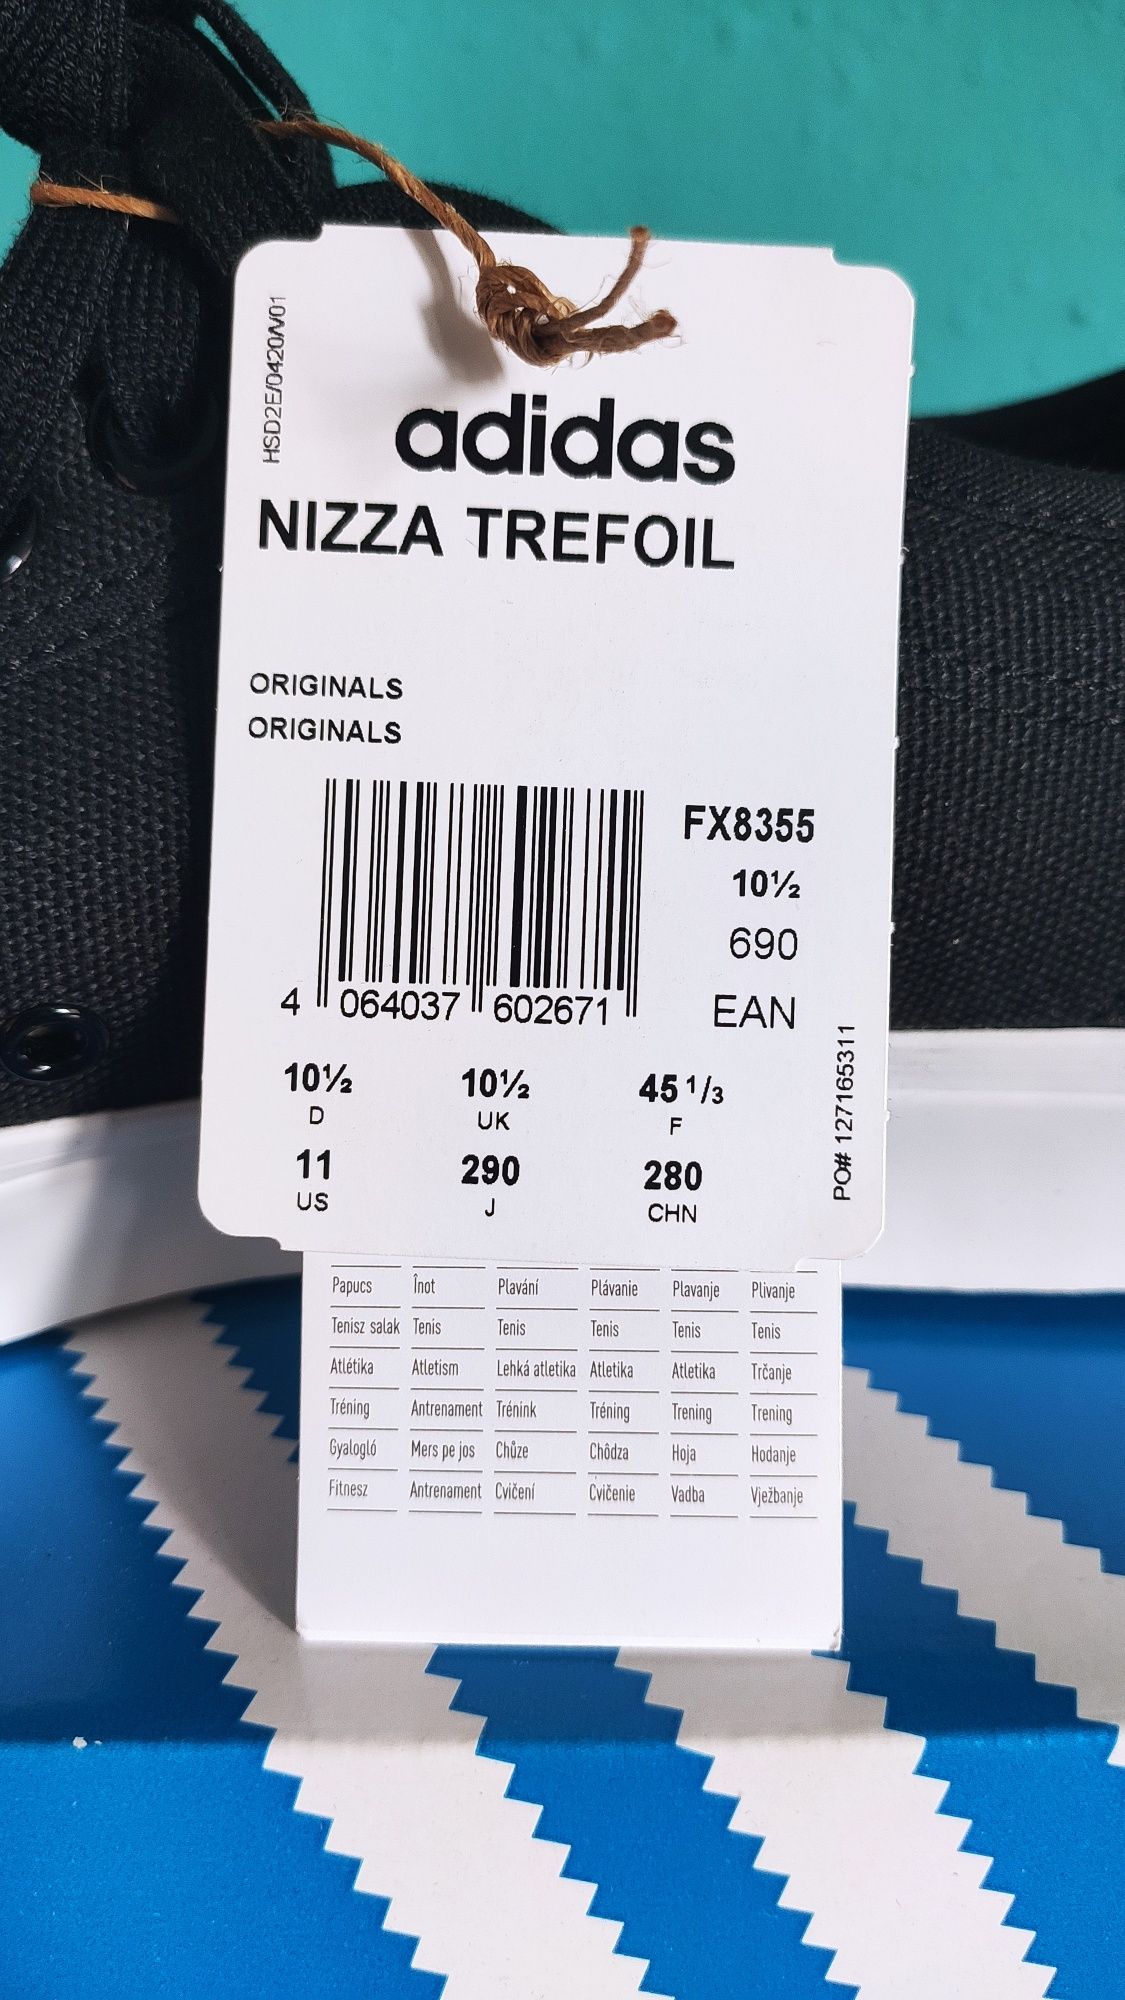 HSD2E/0420/V01
adidas
NIZZA TREFOIL
ORIGINALS
ORIGINALS
FX8355
10½
690
EAN
4 064037 602671
10½ 10½ 45 1/3
D UK F
11 290 280
US J CHN
PO# 127165311
Papucs Înot Plavání Plávanie Plavanje Plivanje
Tenisz salak Tenis Tenis Tenis Tenis Tenis
Atlétika Atletism Lehká atletika Atletika Atletika Trčanje
Tréning Antrenament Trénink Tréning Trening Trening
Gyalogló Mers pe jos Chůze Chôdza Hoja Hodanje
Fitnesz Antrenament Cvičení Cvičenie Vadba Vježbanje